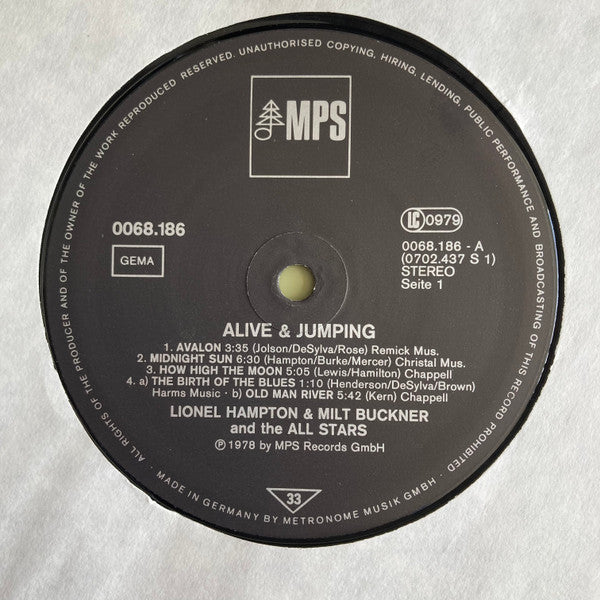 ALL RIGHTS OF THE PRODUCER AND OF THE OWNER OF THE WORK REPRODUCED RESERVED. UNAUTHORISED COPYING, HIRING, LENDING, PUBLIC PERFORMANCE AND BROADCASTING OF THIS RECORD PROHIBITED ·
MPS
0068.186
GEMA
LC 0979
0068.186 - A
(0702.437 S 1)
STEREO
Seite 1
ALIVE & JUMPING
1. AVALON 3:35 (Jolson/DeSylva/Rose) Remick Mus.
2. MIDNIGHT SUN 6:30 (Hampton/Burke/Mercer) Christal Mus.
3. HOW HIGH THE MOON 5:05 (Lewis/Hamilton) Chappell
4. a) THE BIRTH OF THE BLUES 1:10 (Henderson/DeSylva/Brown)
Harms Music · b) OLD MAN RIVER 5:42 (Kern) Chappell
LIONEL HAMPTON & MILT BUCKNER
and the ALL STARS
℗ 1978 by MPS Records GmbH
33
· MADE IN GERMANY BY METRONOME MUSIK GMBH ·